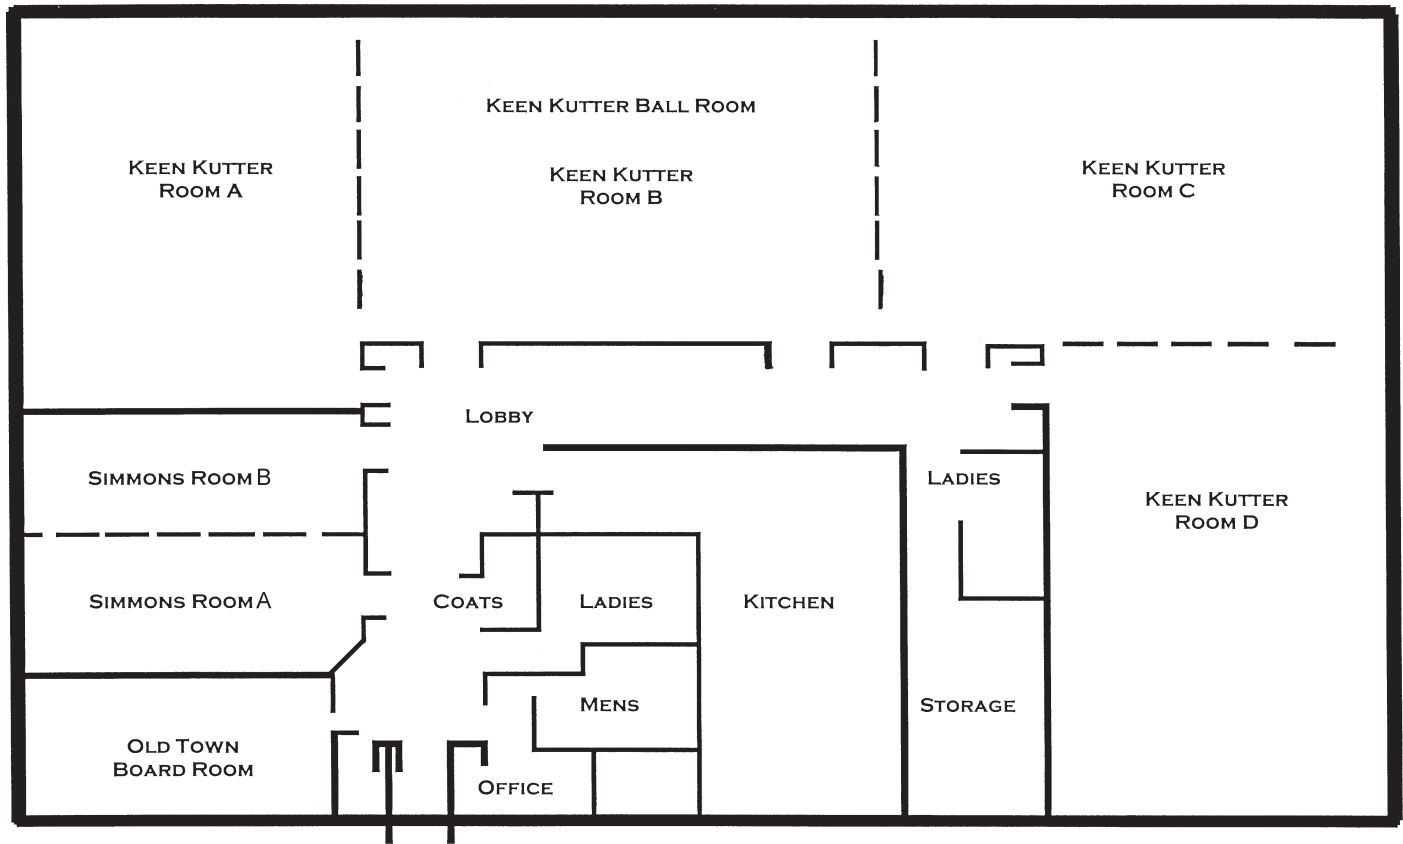 Keen Kutter Ball Room
Keen Kutter
Room A
Keen Kutter
Room B
Keen Kutter
Room C
Lobby
Simmons Room B
Ladies
Keen Kutter
Room D
Simmons Room A
Coats
Ladies
Kitchen
Mens
Storage
Old Town
Board Room
Office